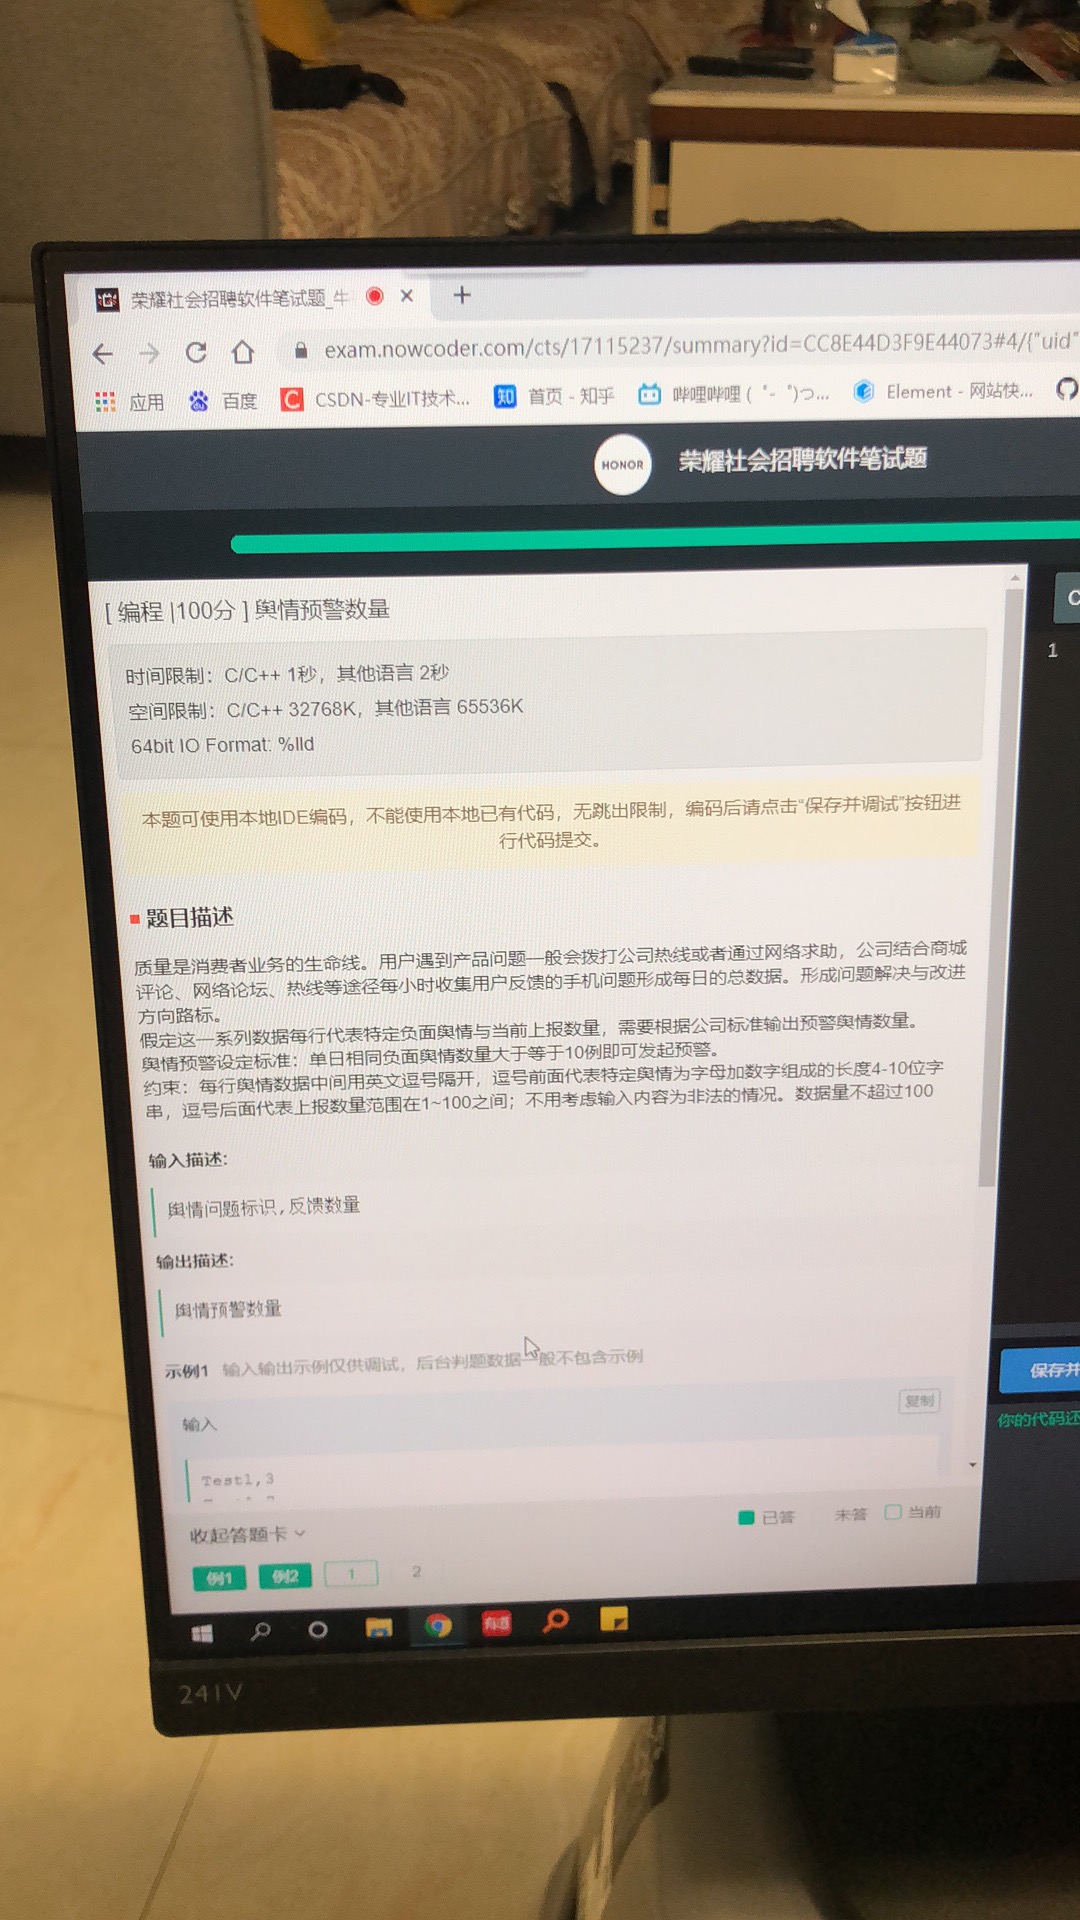 荣耀社会招聘软件笔试题_牛
exam.nowcoder.com/cts/17115237/summary?id=CC8E44D3F9E44073#4/{"uid"
应用 百度 CSDN-专业IT技术... 知 首页 - 知乎 哔哩哔哩 ( ゜- ゜)つ... Element - 网站快...
HONOR 荣耀社会招聘软件笔试题
[ 编程 |100分 ] 舆情预警数量
C
1
时间限制：C/C++ 1秒，其他语言 2秒
空间限制：C/C++ 32768K，其他语言 65536K
64bit IO Format: %lld
本题可使用本地IDE编码，不能使用本地已有代码，无跳出限制，编码后请点击“保存并调试”按钮进
行代码提交。
题目描述
质量是消费者业务的生命线。用户遇到产品问题一般会拨打公司热线或者通过网络求助，公司结合商城
评论、网络论坛、热线等途径每小时收集用户反馈的手机问题形成每日的总数据。形成问题解决与改进
方向路标。
假定这一系列数据每行代表特定负面舆情与当前上报数量，需要根据公司标准输出预警舆情数量。
舆情预警设定标准：单日相同负面舆情数量大于等于10例即可发起预警。
约束：每行舆情数据中间用英文逗号隔开，逗号前面代表特定舆情为字母加数字组成的长度4-10位字
串，逗号后面代表上报数量范围在1~100之间；不用考虑输入内容为非法的情况。数据量不超过100
输入描述:
舆情问题标识,反馈数量
输出描述:
舆情预警数量
示例1 输入输出示例仅供调试，后台判题数据一般不包含示例
复制
输入
Test1,3
保存并
你的代码还
收起答题卡
已答 未答 当前
例1 例2 1 2
有道
241V